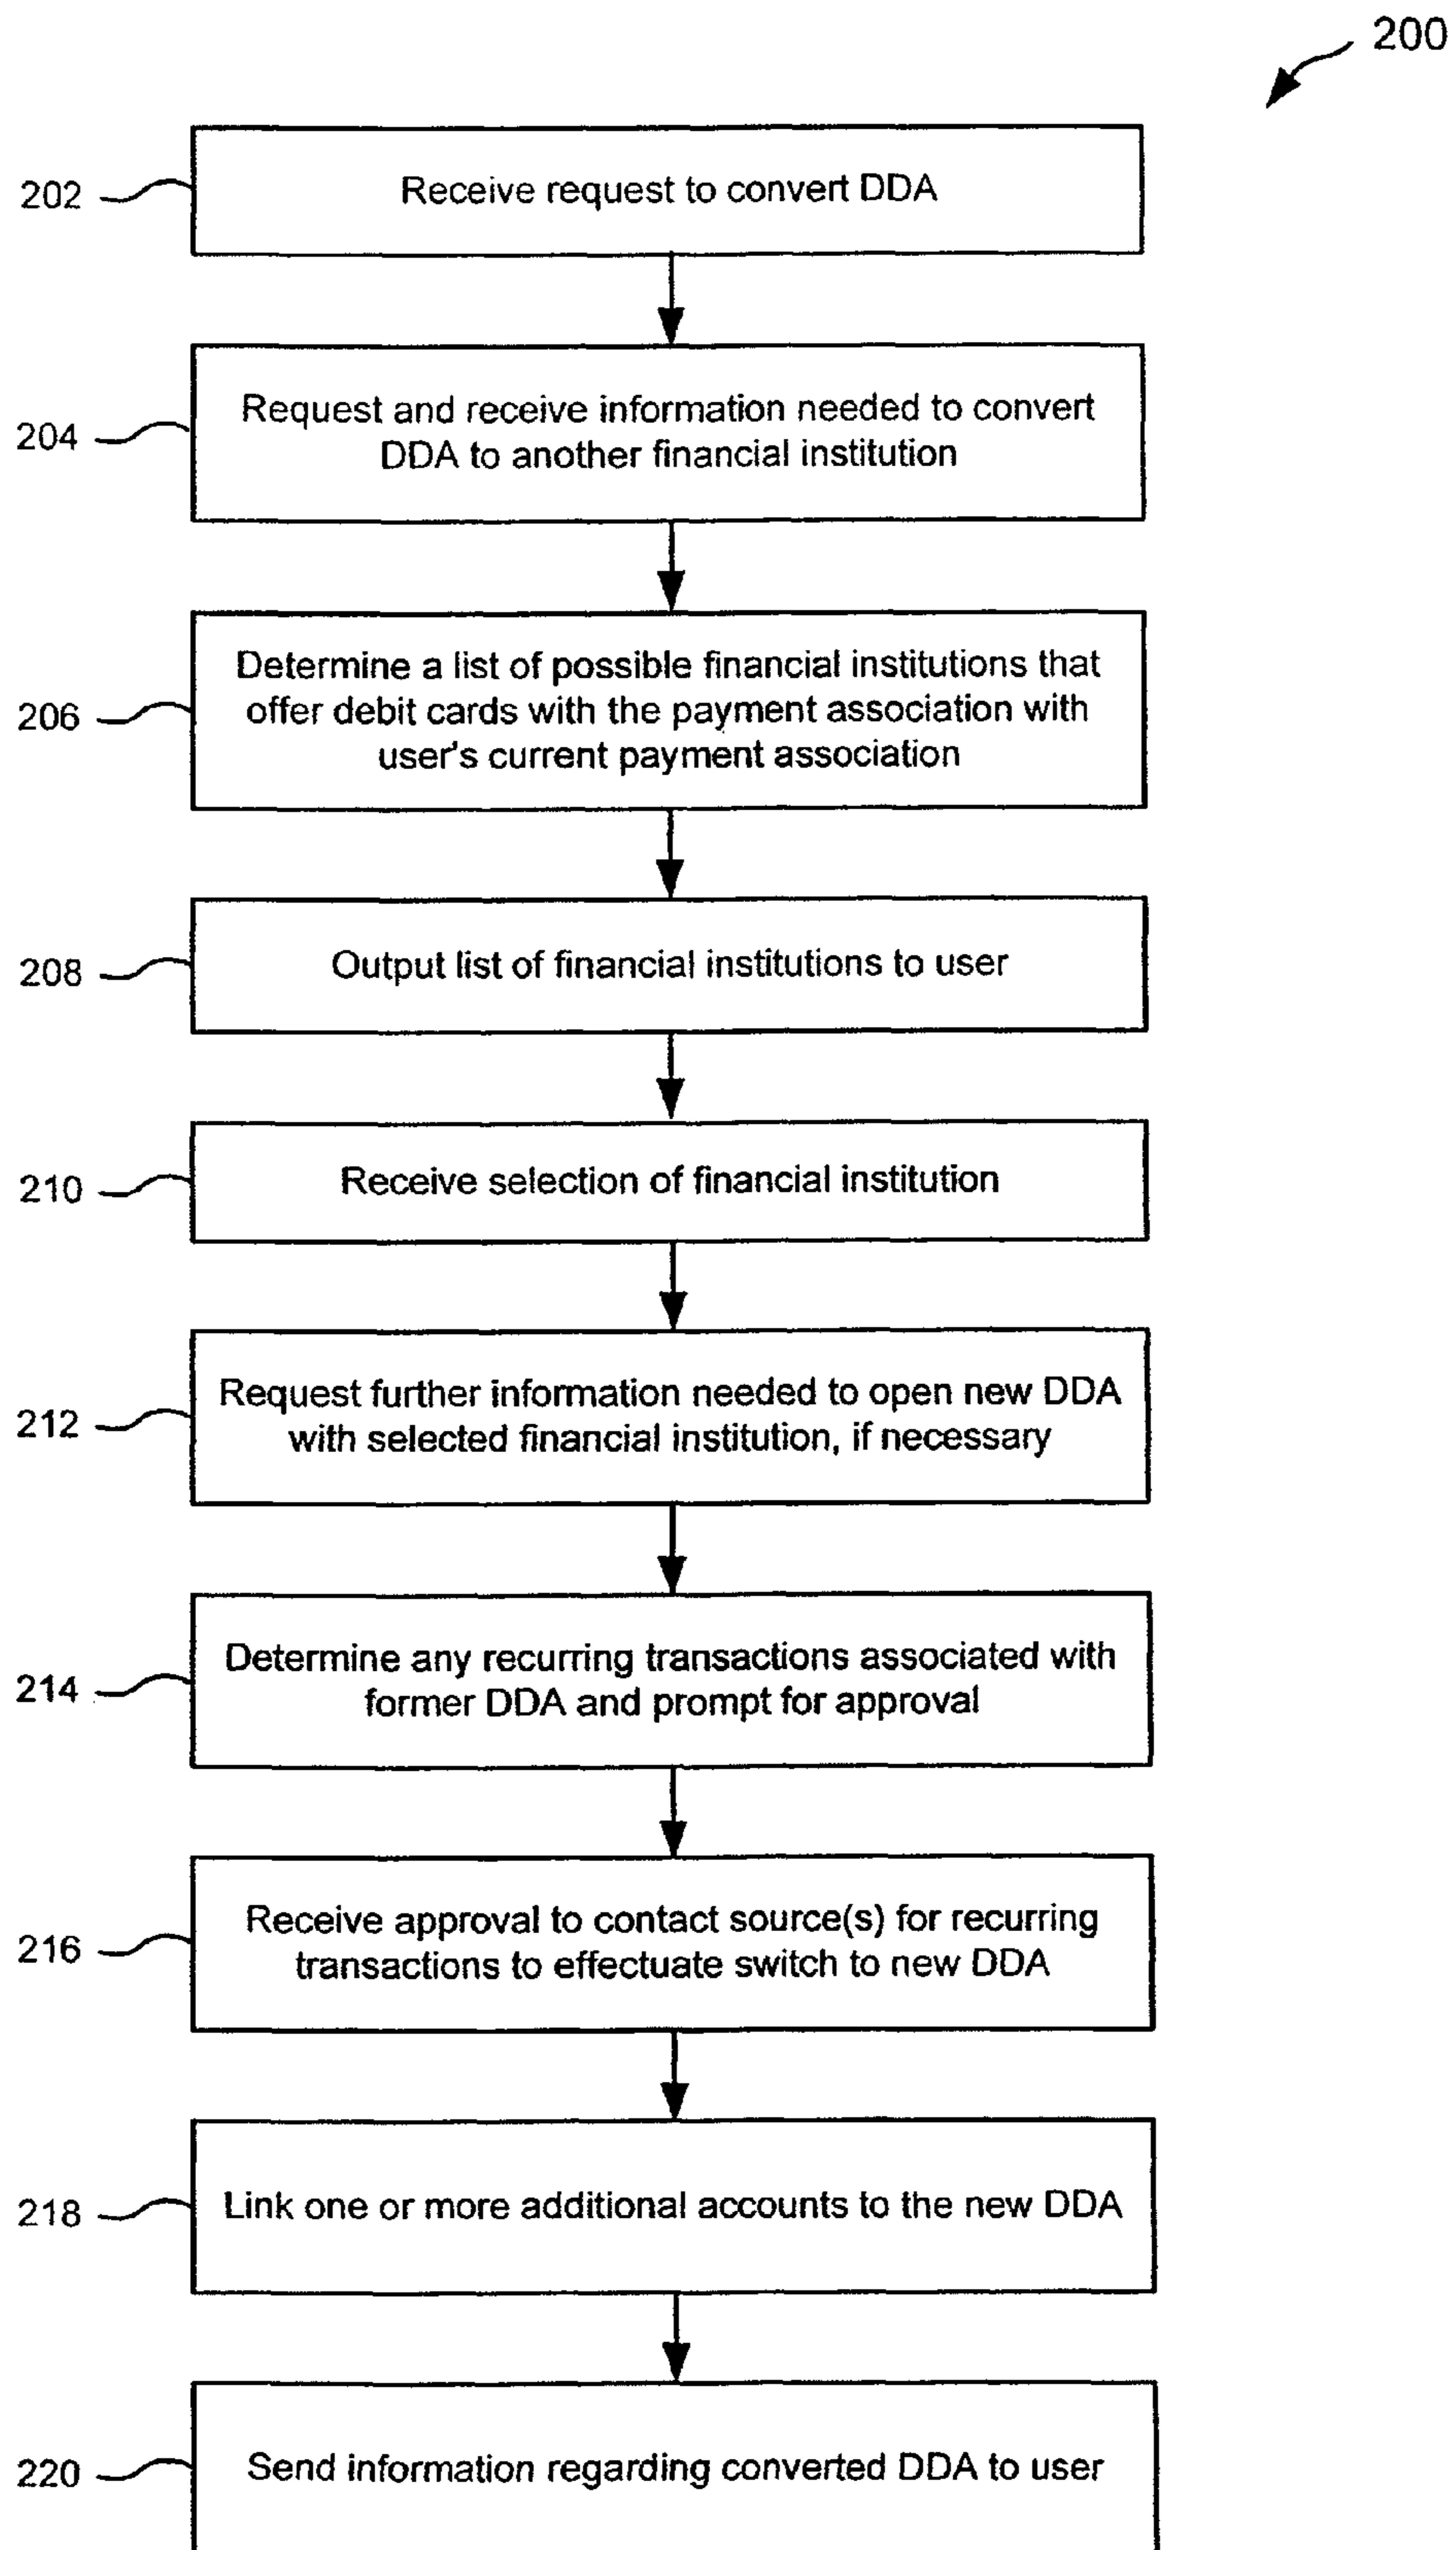 200
202
Receive request to convert DDA
204
Request and receive information needed to convert
DDA to another financial institution
206
Determine a list of possible financial institutions that
offer debit cards with the payment association with
user's current payment association
208
Output list of financial institutions to user
210
Receive selection of financial institution
212
Request further information needed to open new DDA
with selected financial institution, if necessary
214
Determine any recurring transactions associated with
former DDA and prompt for approval
216
Receive approval to contact source(s) for recurring
transactions to effectuate switch to new DDA
218
Link one or more additional accounts to the new DDA
220
Send information regarding converted DDA to user